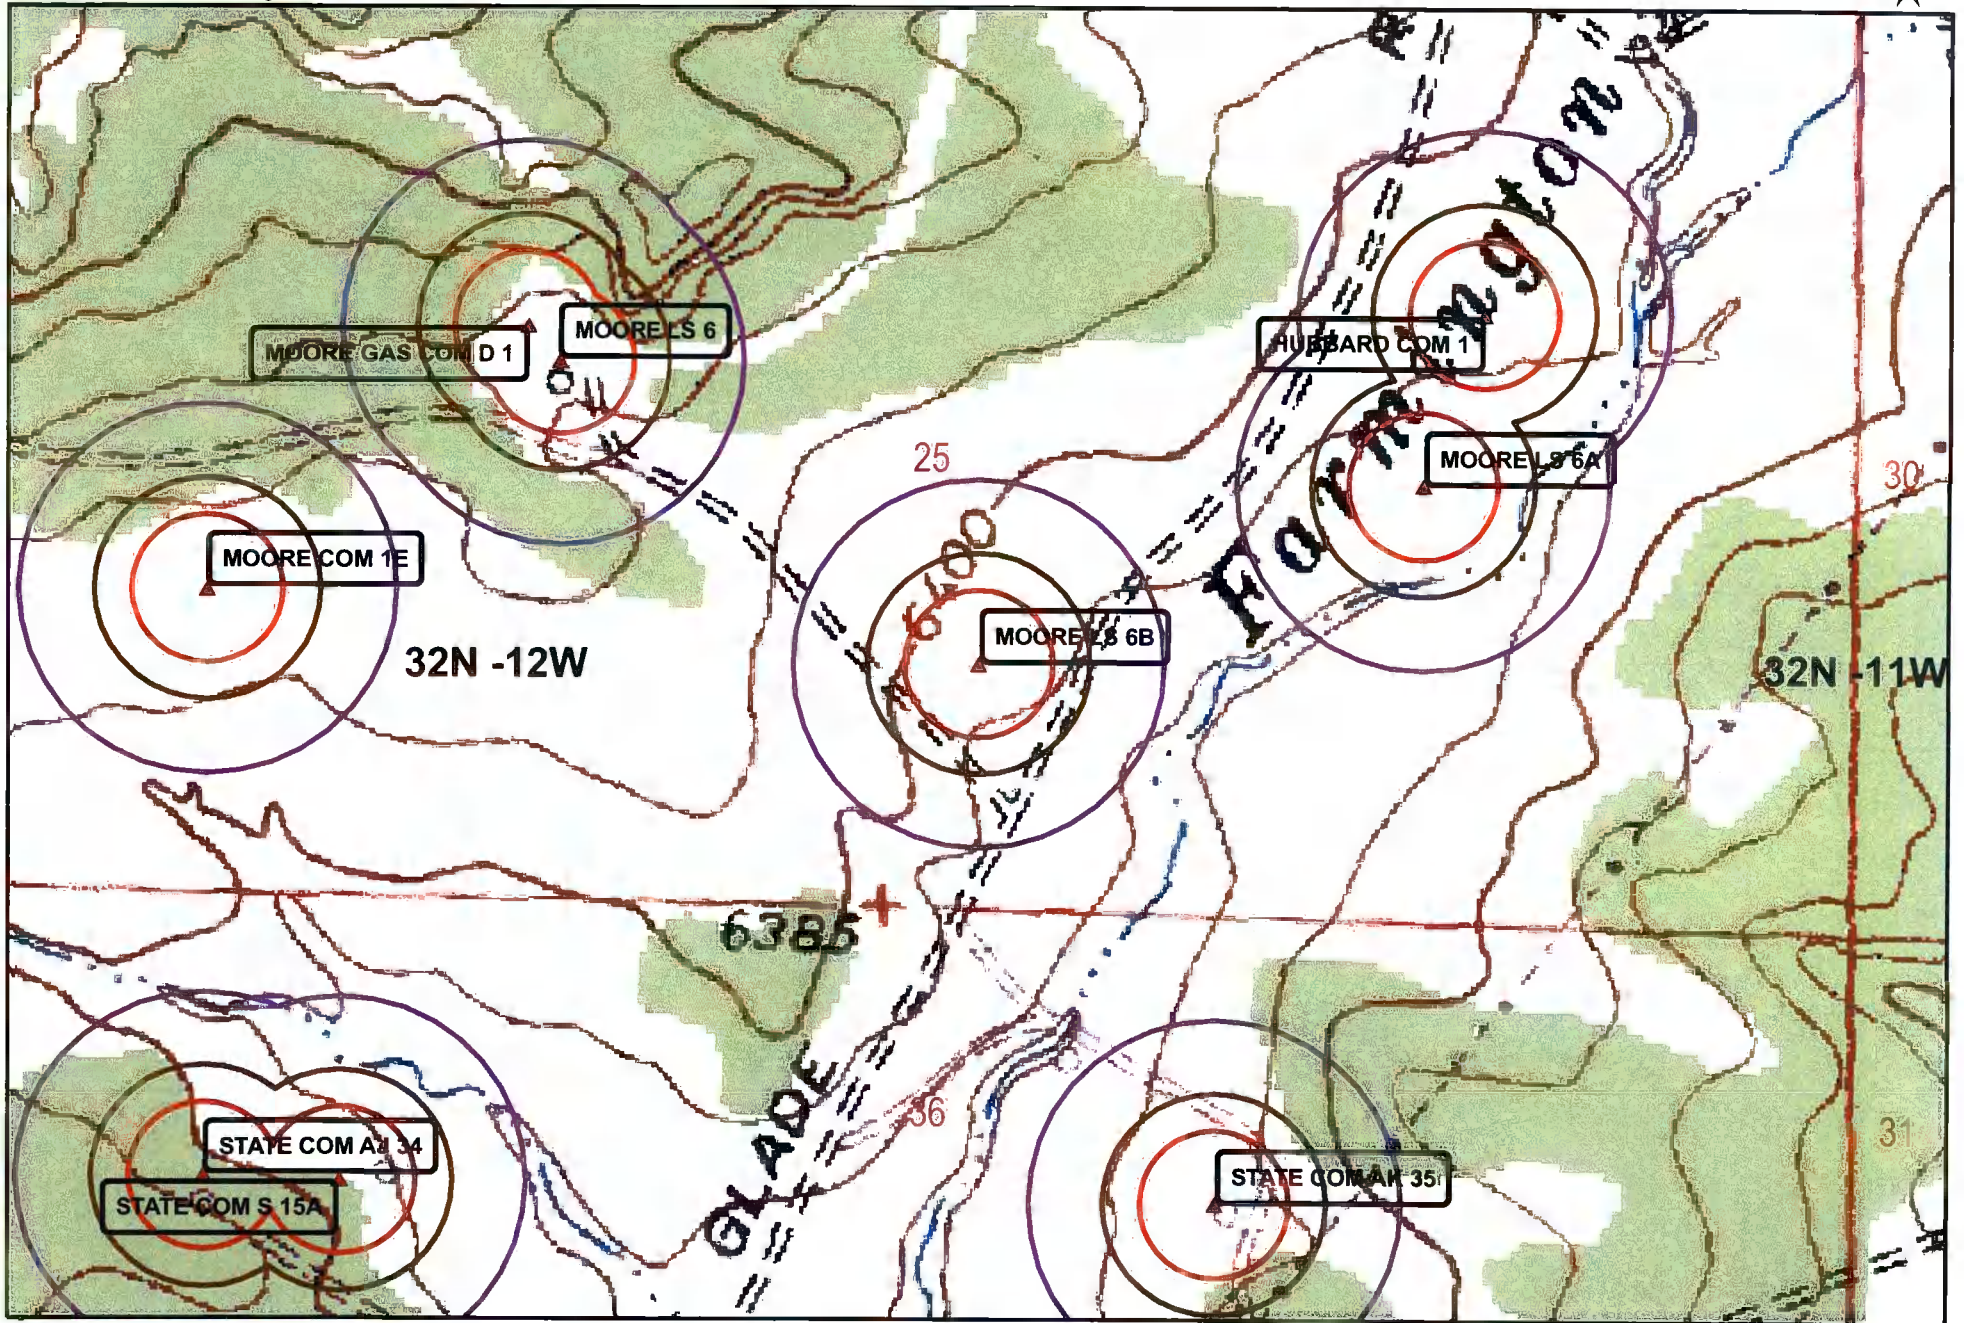 Farmington
MOORE LS 6
MOORE GAS COM D 1
HUBBARD COM 1
25
MOORE LS 6A
30
6100
MOORE COM 1E
MOORE LS 6B
32N -12W
32N -11W
6385
GLADE
36
31
STATE COM AJ 34
STATE COM AK 35
STATE COM S 15A